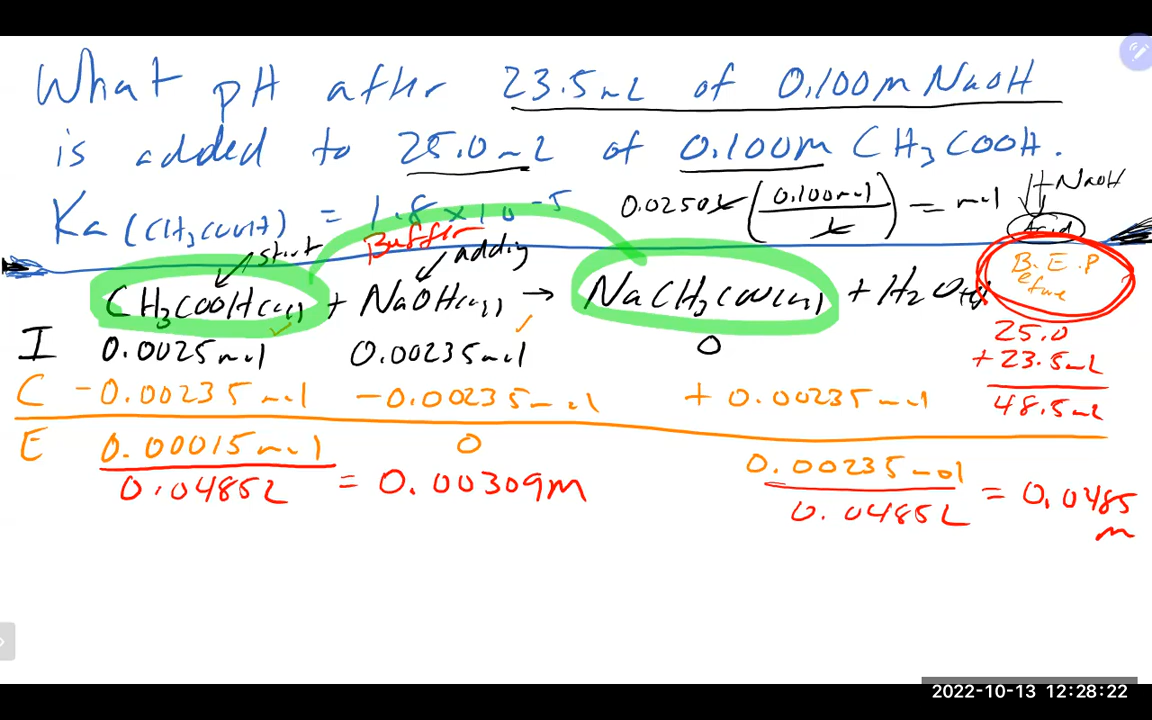 What pH after 23.5mL of 0.100M NaOH
is added to 25.0mL of 0.100M CH3COOH.
Ka (CH3COOH) = 1.8 x 10-5
0.0250L (0.100mol / L) = mol
+NaOH
Acid
Buffer
start
adding
B.E.P
efore
CH3COOH(aq) + NaOH(aq) → NaCH3COO(aq) + H2O(l)
I 0.0025mol 0.00235mol 0
25.0
+23.5mL
48.5mL
C -0.00235mol -0.00235mol +0.00235mol
E 0.00015mol 0 0.00235mol
0.0485L = 0.00309M
0.0485L = 0.0485
M
2022-10-13 12:28:22